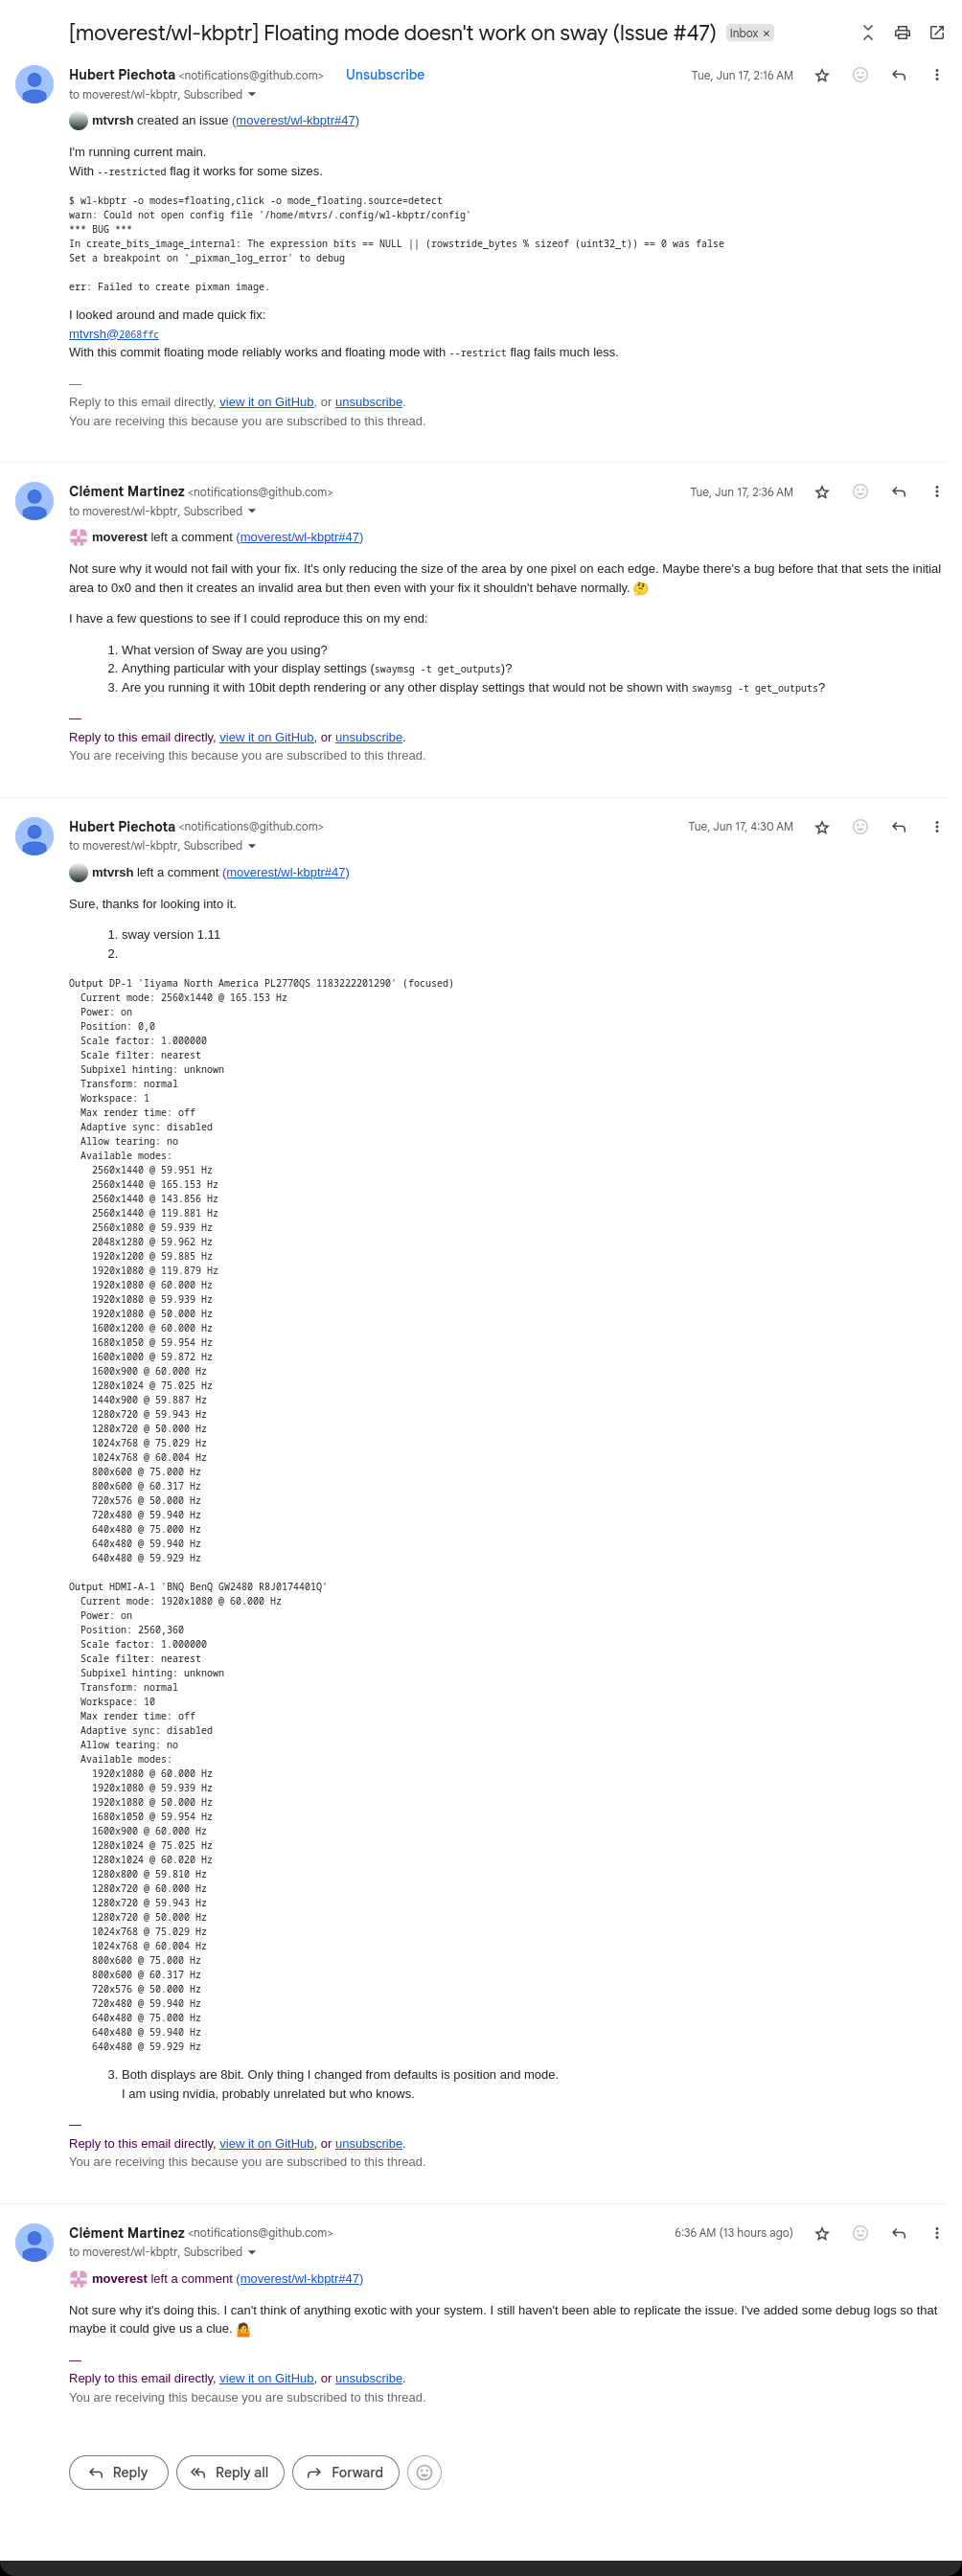 [moverest/wl-kbptr] Floating mode doesn't work on sway (Issue #47) Inbox ×
Hubert Piechota <notifications@github.com> Unsubscribe Tue, Jun 17, 2:16 AM
to moverest/wl-kbptr, Subscribed
mtvrsh created an issue (moverest/wl-kbptr#47)
I'm running current main.
With --restricted flag it works for some sizes.
$ wl-kbptr -o modes=floating,click -o mode_floating.source=detect
warn: Could not open config file '/home/mtvrs/.config/wl-kbptr/config'
*** BUG ***
In create_bits_image_internal: The expression bits == NULL || (rowstride_bytes % sizeof (uint32_t)) == 0 was false
Set a breakpoint on '_pixman_log_error' to debug
err: Failed to create pixman image.
I looked around and made quick fix:
mtvrsh@2068ffc
With this commit floating mode reliably works and floating mode with --restrict flag fails much less.
—
Reply to this email directly, view it on GitHub, or unsubscribe.
You are receiving this because you are subscribed to this thread.
Clément Martinez <notifications@github.com> Tue, Jun 17, 2:36 AM
to moverest/wl-kbptr, Subscribed
moverest left a comment (moverest/wl-kbptr#47)
Not sure why it would not fail with your fix. It's only reducing the size of the area by one pixel on each edge. Maybe there's a bug before that that sets the initial
area to 0x0 and then it creates an invalid area but then even with your fix it shouldn't behave normally. 🤔
I have a few questions to see if I could reproduce this on my end:
1. What version of Sway are you using?
2. Anything particular with your display settings (swaymsg -t get_outputs)?
3. Are you running it with 10bit depth rendering or any other display settings that would not be shown with swaymsg -t get_outputs?
—
Reply to this email directly, view it on GitHub, or unsubscribe.
You are receiving this because you are subscribed to this thread.
Hubert Piechota <notifications@github.com> Tue, Jun 17, 4:30 AM
to moverest/wl-kbptr, Subscribed
mtvrsh left a comment (moverest/wl-kbptr#47)
Sure, thanks for looking into it.
1. sway version 1.11
2.
Output DP-1 'Iiyama North America PL2770QS 1183222201290' (focused)
Current mode: 2560x1440 @ 165.153 Hz
Power: on
Position: 0,0
Scale factor: 1.000000
Scale filter: nearest
Subpixel hinting: unknown
Transform: normal
Workspace: 1
Max render time: off
Adaptive sync: disabled
Allow tearing: no
Available modes:
2560x1440 @ 59.951 Hz
2560x1440 @ 165.153 Hz
2560x1440 @ 143.856 Hz
2560x1440 @ 119.881 Hz
2560x1080 @ 59.939 Hz
2048x1280 @ 59.962 Hz
1920x1200 @ 59.885 Hz
1920x1080 @ 119.879 Hz
1920x1080 @ 60.000 Hz
1920x1080 @ 59.939 Hz
1920x1080 @ 50.000 Hz
1600x1200 @ 60.000 Hz
1680x1050 @ 59.954 Hz
1600x1000 @ 59.872 Hz
1600x900 @ 60.000 Hz
1280x1024 @ 75.025 Hz
1440x900 @ 59.887 Hz
1280x720 @ 59.943 Hz
1280x720 @ 50.000 Hz
1024x768 @ 75.029 Hz
1024x768 @ 60.004 Hz
800x600 @ 75.000 Hz
800x600 @ 60.317 Hz
720x576 @ 50.000 Hz
720x480 @ 59.940 Hz
640x480 @ 75.000 Hz
640x480 @ 59.940 Hz
640x480 @ 59.929 Hz
Output HDMI-A-1 'BNQ BenQ GW2480 R8J0174401Q'
Current mode: 1920x1080 @ 60.000 Hz
Power: on
Position: 2560,360
Scale factor: 1.000000
Scale filter: nearest
Subpixel hinting: unknown
Transform: normal
Workspace: 10
Max render time: off
Adaptive sync: disabled
Allow tearing: no
Available modes:
1920x1080 @ 60.000 Hz
1920x1080 @ 59.939 Hz
1920x1080 @ 50.000 Hz
1680x1050 @ 59.954 Hz
1600x900 @ 60.000 Hz
1280x1024 @ 75.025 Hz
1280x1024 @ 60.020 Hz
1280x800 @ 59.810 Hz
1280x720 @ 60.000 Hz
1280x720 @ 59.943 Hz
1280x720 @ 50.000 Hz
1024x768 @ 75.029 Hz
1024x768 @ 60.004 Hz
800x600 @ 75.000 Hz
800x600 @ 60.317 Hz
720x576 @ 50.000 Hz
720x480 @ 59.940 Hz
640x480 @ 75.000 Hz
640x480 @ 59.940 Hz
640x480 @ 59.929 Hz
3. Both displays are 8bit. Only thing I changed from defaults is position and mode.
I am using nvidia, probably unrelated but who knows.
—
Reply to this email directly, view it on GitHub, or unsubscribe.
You are receiving this because you are subscribed to this thread.
Clément Martinez <notifications@github.com> 6:36 AM (13 hours ago)
to moverest/wl-kbptr, Subscribed
moverest left a comment (moverest/wl-kbptr#47)
Not sure why it's doing this. I can't think of anything exotic with your system. I still haven't been able to replicate the issue. I've added some debug logs so that
maybe it could give us a clue. 🤷
—
Reply to this email directly, view it on GitHub, or unsubscribe.
You are receiving this because you are subscribed to this thread.
Reply Reply all Forward